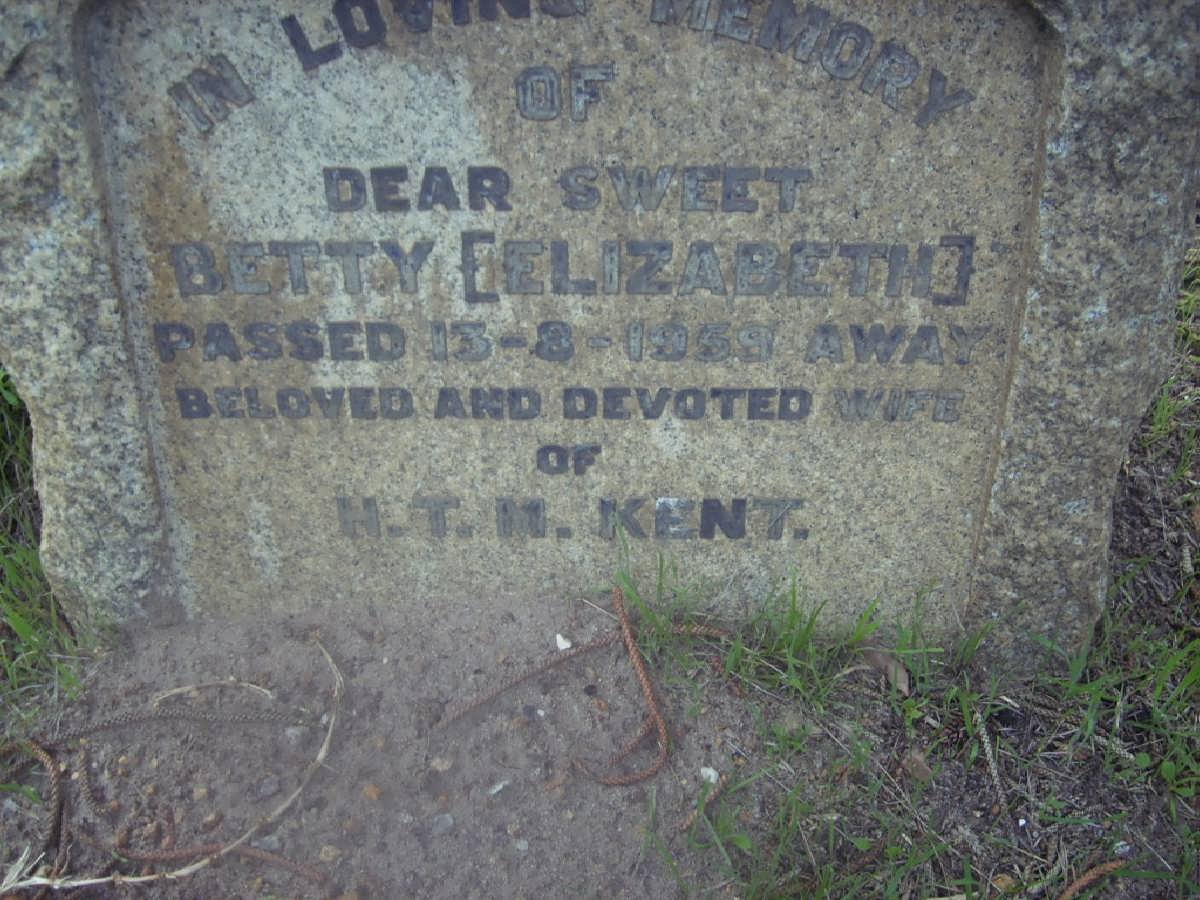 IN LOVING MEMORY
OF
DEAR SWEET
BETTY [ELIZABETH]
PASSED 13-8-1959 AWAY
BELOVED AND DEVOTED WIFE
OF
H.T.M. KENT.